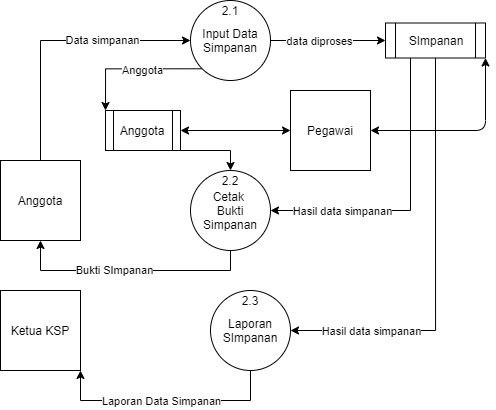 2.1
Input Data
Simpanan
Data simpanan
data diproses
SImpanan
Anggota
Anggota
Pegawai
Anggota
2.2
Cetak
Bukti
Simpanan
Hasil data simpanan
Bukti SImpanan
Ketua KSP
2.3
Laporan
SImpanan
Hasil data simpanan
Laporan Data Simpanan